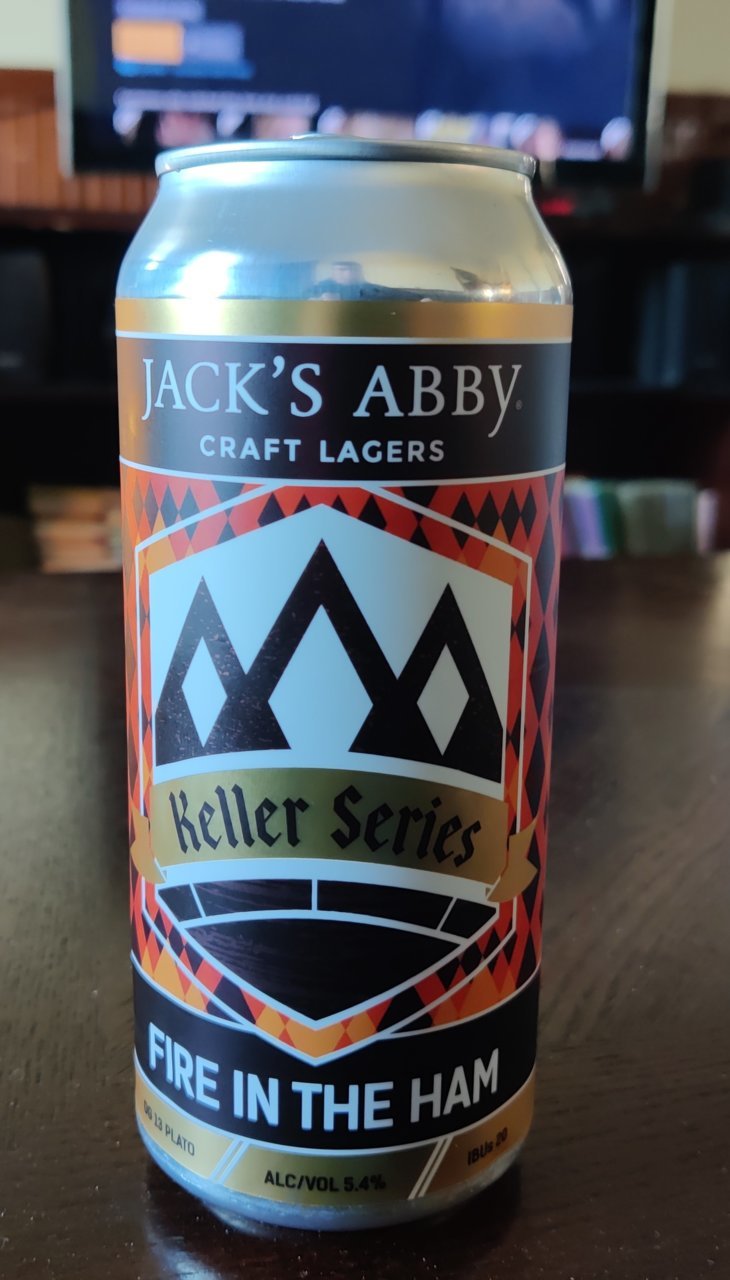 JACK'S ABBY®
CRAFT LAGERS
Keller Series
FIRE IN THE HAM
OG 13 PLATO
ALC/VOL 5.4%
IBUs 20